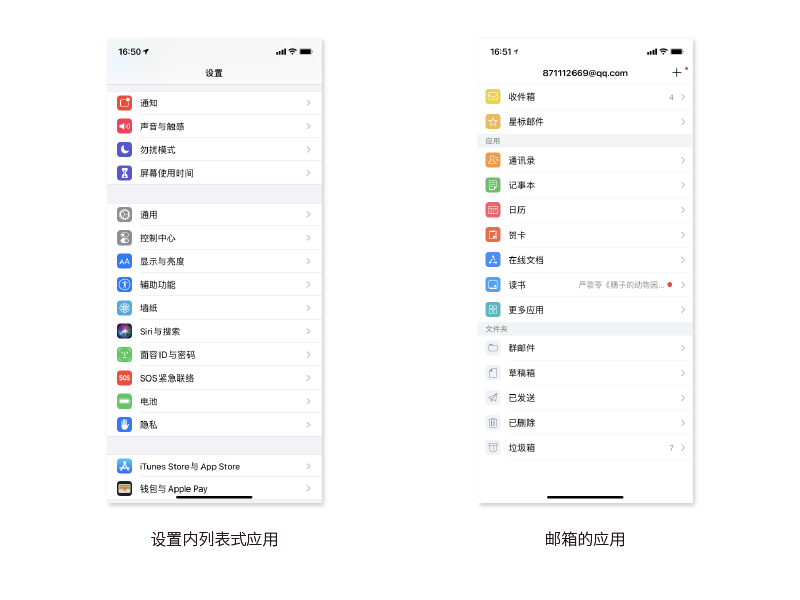 16:50
设置
通知
声音与触感
勿扰模式
屏幕使用时间
通用
控制中心
AA 显示与亮度
辅助功能
墙纸
Siri与搜索
面容ID与密码
SOS SOS紧急联络
电池
隐私
iTunes Store与 App Store
钱包与 Apple Pay
设置内列表式应用
16:51
871112669@qq.com
收件箱 4
星标邮件
应用
通讯录
记事本
日历
贺卡
在线文档
读书 严歌苓《穗子的动物园...
更多应用
文件夹
群邮件
草稿箱
已发送
已删除
垃圾箱 7
邮箱的应用